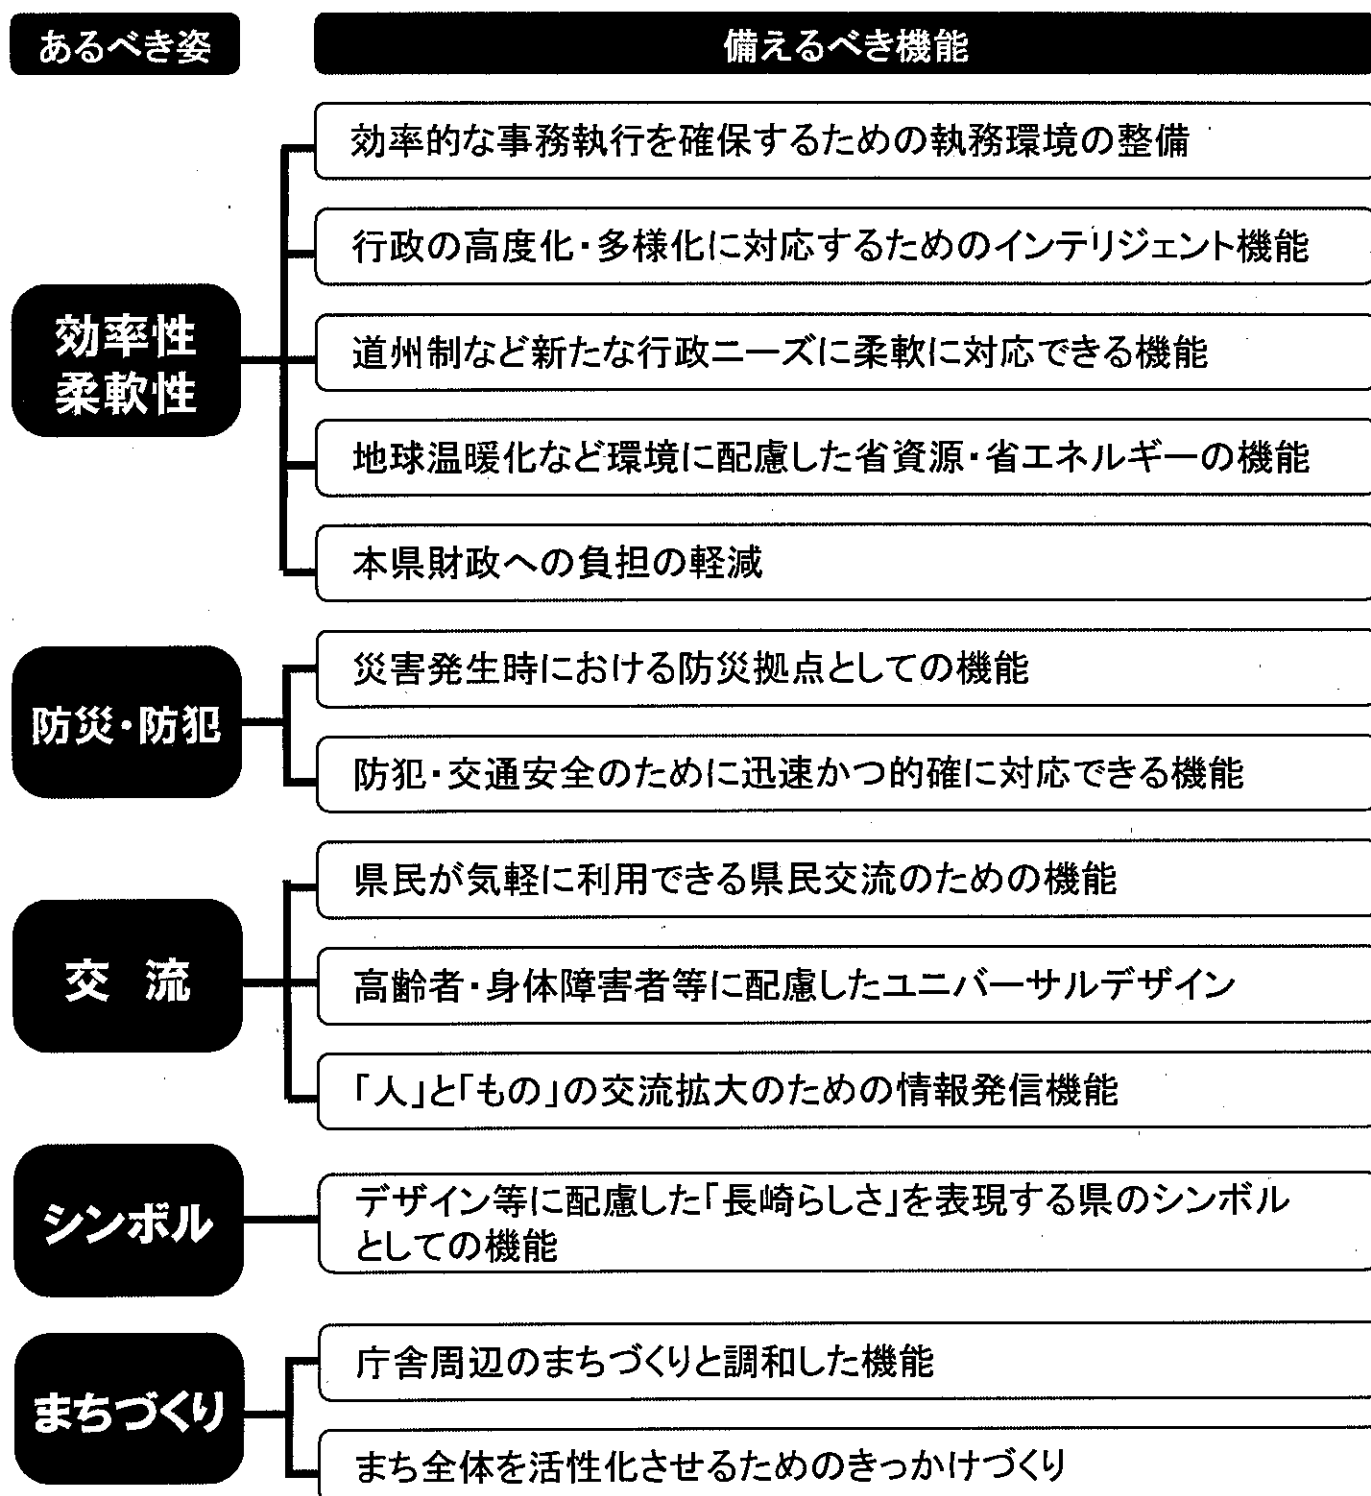 あるべき姿
備えるべき機能
効率性
柔軟性
効率的な事務執行を確保するための執務環境の整備
行政の高度化・多様化に対応するためのインテリジェント機能
道州制など新たな行政ニーズに柔軟に対応できる機能
地球温暖化など環境に配慮した省資源・省エネルギーの機能
本県財政への負担の軽減
防災・防犯
災害発生時における防災拠点としての機能
防犯・交通安全のために迅速かつ的確に対応できる機能
交 流
県民が気軽に利用できる県民交流のための機能
高齢者・身体障害者等に配慮したユニバーサルデザイン
「人」と「もの」の交流拡大のための情報発信機能
シンボル
デザイン等に配慮した「長崎らしさ」を表現する県のシンボル
としての機能
まちづくり
庁舎周辺のまちづくりと調和した機能
まち全体を活性化させるためのきっかけづくり